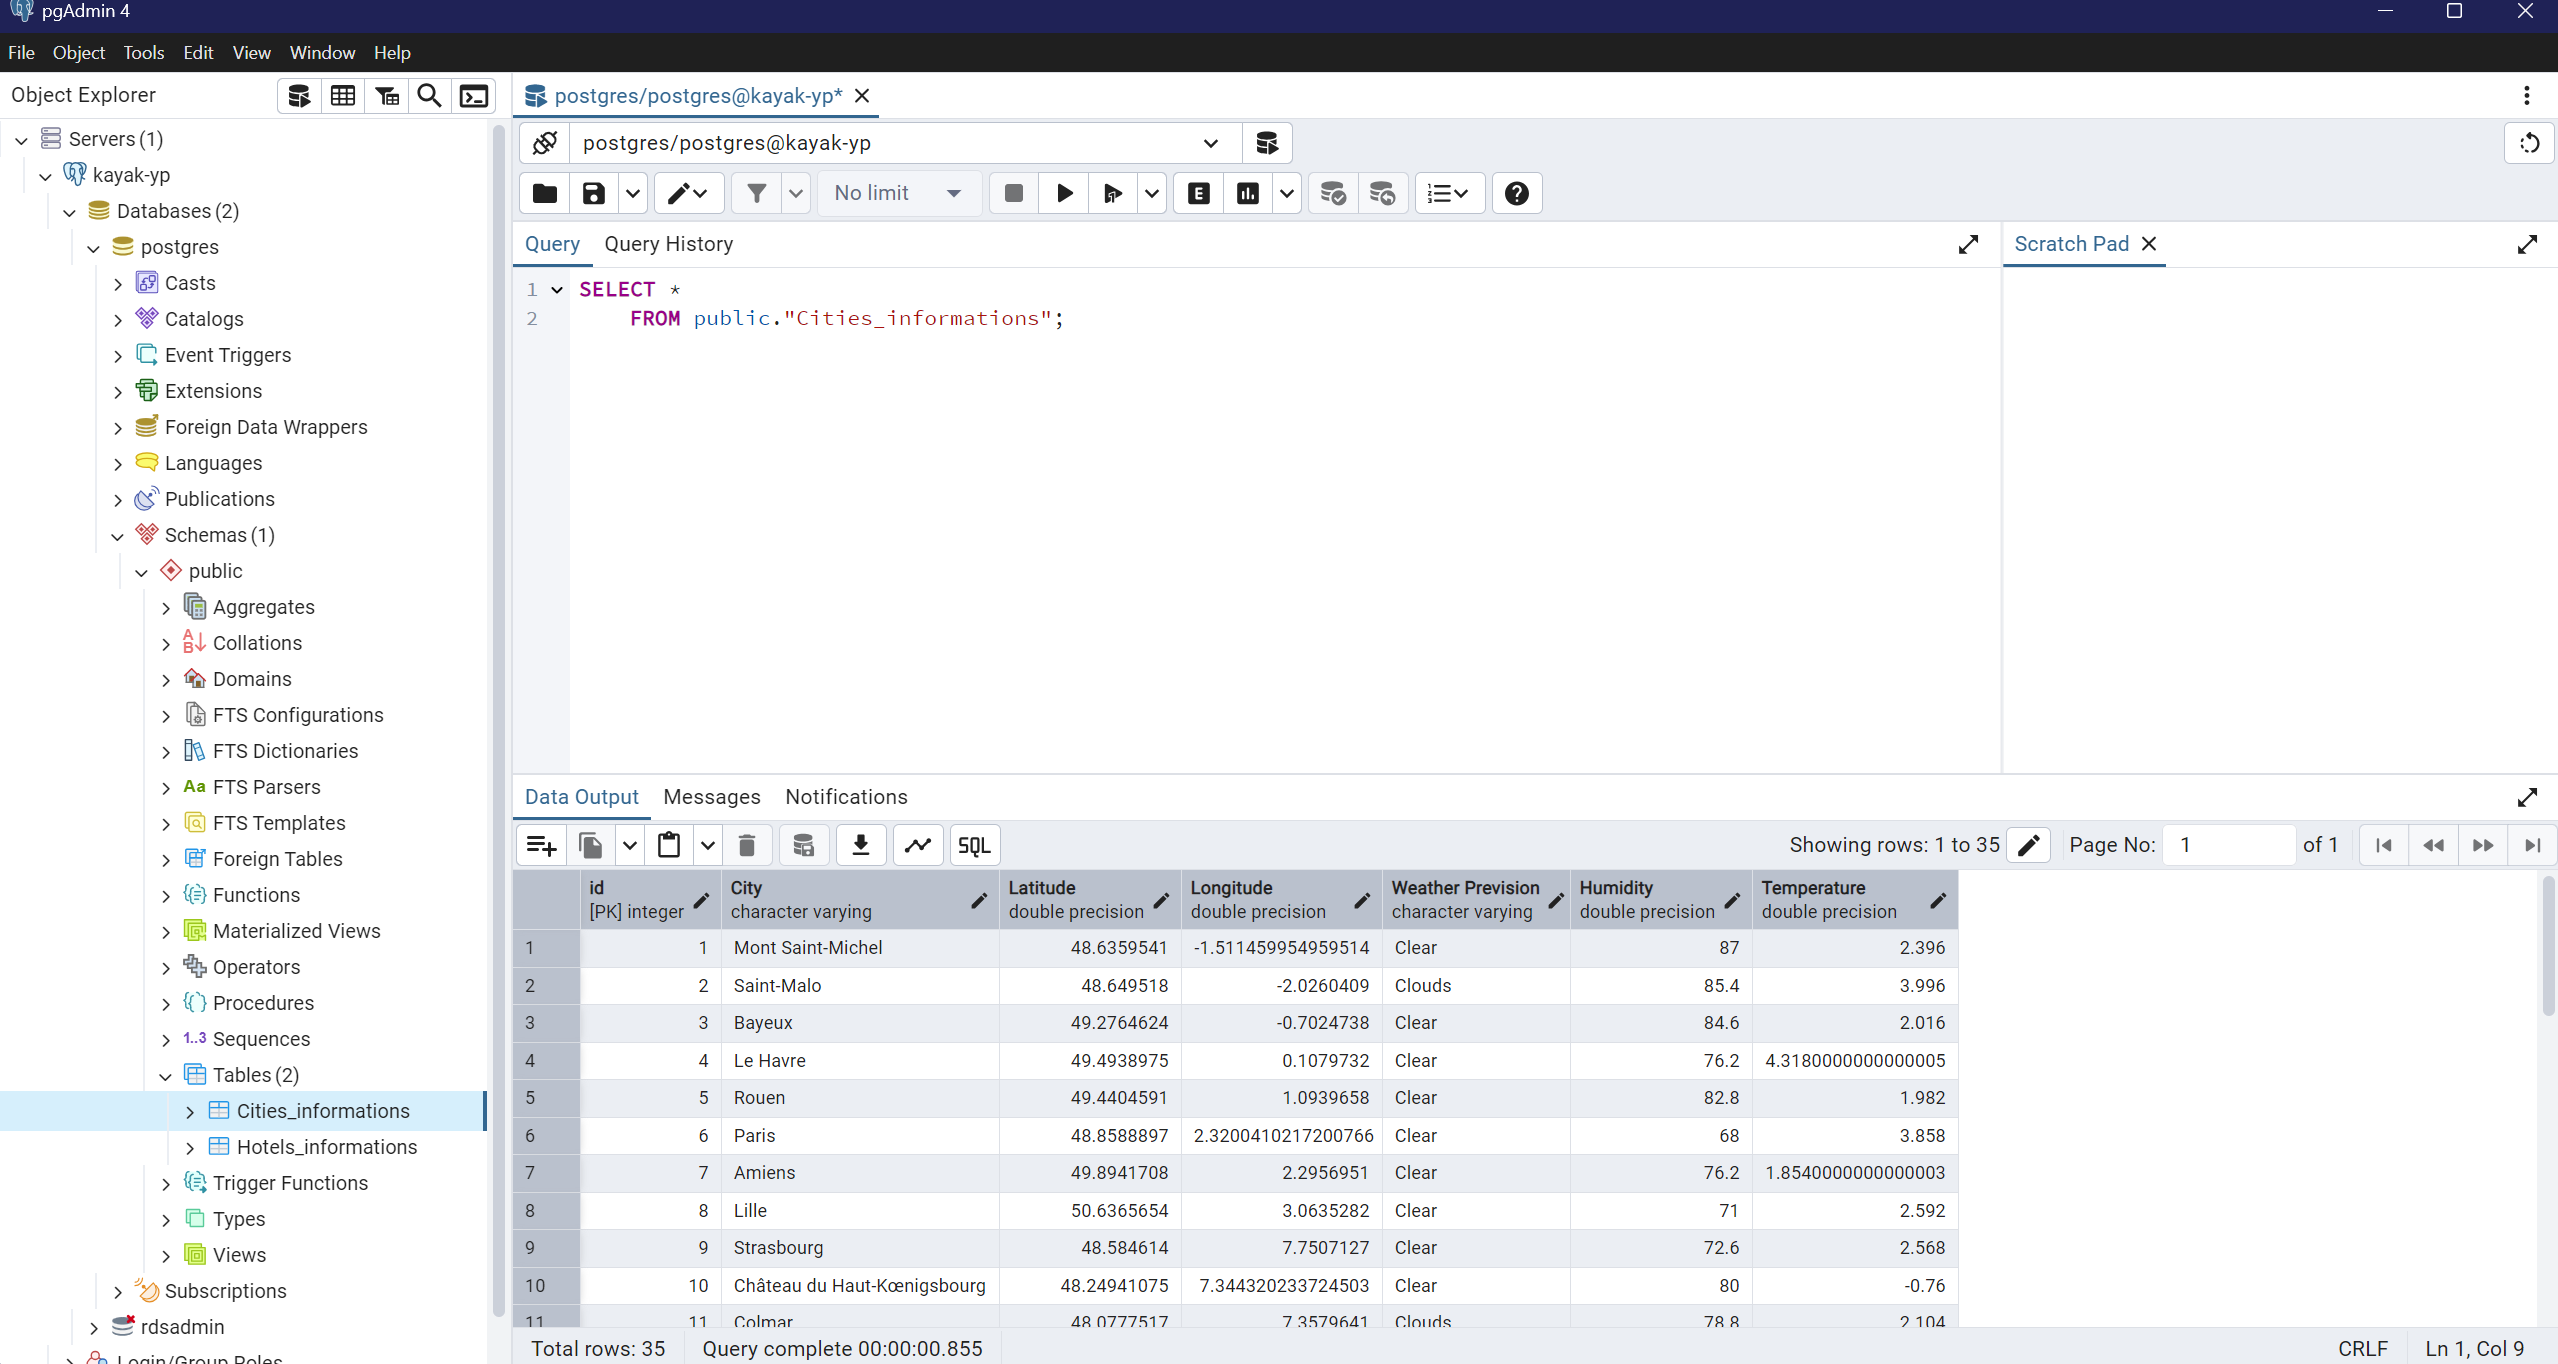 pgAdmin 4
File Object Tools Edit View Window Help
Object Explorer
Servers (1)
kayak-yp
Databases (2)
postgres
Casts
Catalogs
Event Triggers
Extensions
Foreign Data Wrappers
Languages
Publications
Schemas (1)
public
Aggregates
Collations
Domains
FTS Configurations
FTS Dictionaries
Aa FTS Parsers
FTS Templates
Foreign Tables
Functions
Materialized Views
Operators
Procedures
1..3 Sequences
Tables (2)
Cities_informations
Hotels_informations
Trigger Functions
Types
Views
Subscriptions
rdsadmin
Login/Group Roles
postgres/postgres@kayak-yp*
postgres/postgres@kayak-yp
No limit
E
Query Query History
Scratch Pad
1 SELECT *
2 FROM public."Cities_informations";
Data Output Messages Notifications
SQL
Showing rows: 1 to 35 Page No: 1 of 1
id City Latitude Longitude Weather Prevision Humidity Temperature
[PK] integer character varying double precision double precision character varying double precision double precision
1 1 Mont Saint-Michel 48.6359541 -1.511459954959514 Clear 87 2.396
2 2 Saint-Malo 48.649518 -2.0260409 Clouds 85.4 3.996
3 3 Bayeux 49.2764624 -0.7024738 Clear 84.6 2.016
4 4 Le Havre 49.4938975 0.1079732 Clear 76.2 4.3180000000000005
5 5 Rouen 49.4404591 1.0939658 Clear 82.8 1.982
6 6 Paris 48.8588897 2.3200410217200766 Clear 68 3.858
7 7 Amiens 49.8941708 2.2956951 Clear 76.2 1.8540000000000003
8 8 Lille 50.6365654 3.0635282 Clear 71 2.592
9 9 Strasbourg 48.584614 7.7507127 Clear 72.6 2.568
10 10 Château du Haut-Kœnigsbourg 48.24941075 7.344320233724503 Clear 80 -0.76
11 11 Colmar 48.0777517 7.3579641 Clouds 78.8 2.104
Total rows: 35 Query complete 00:00:00.855 CRLF Ln 1, Col 9